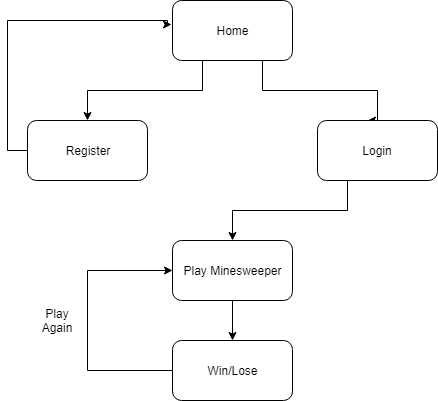 Home
Register
Login
Play Minesweeper
Play
Again
Win/Lose